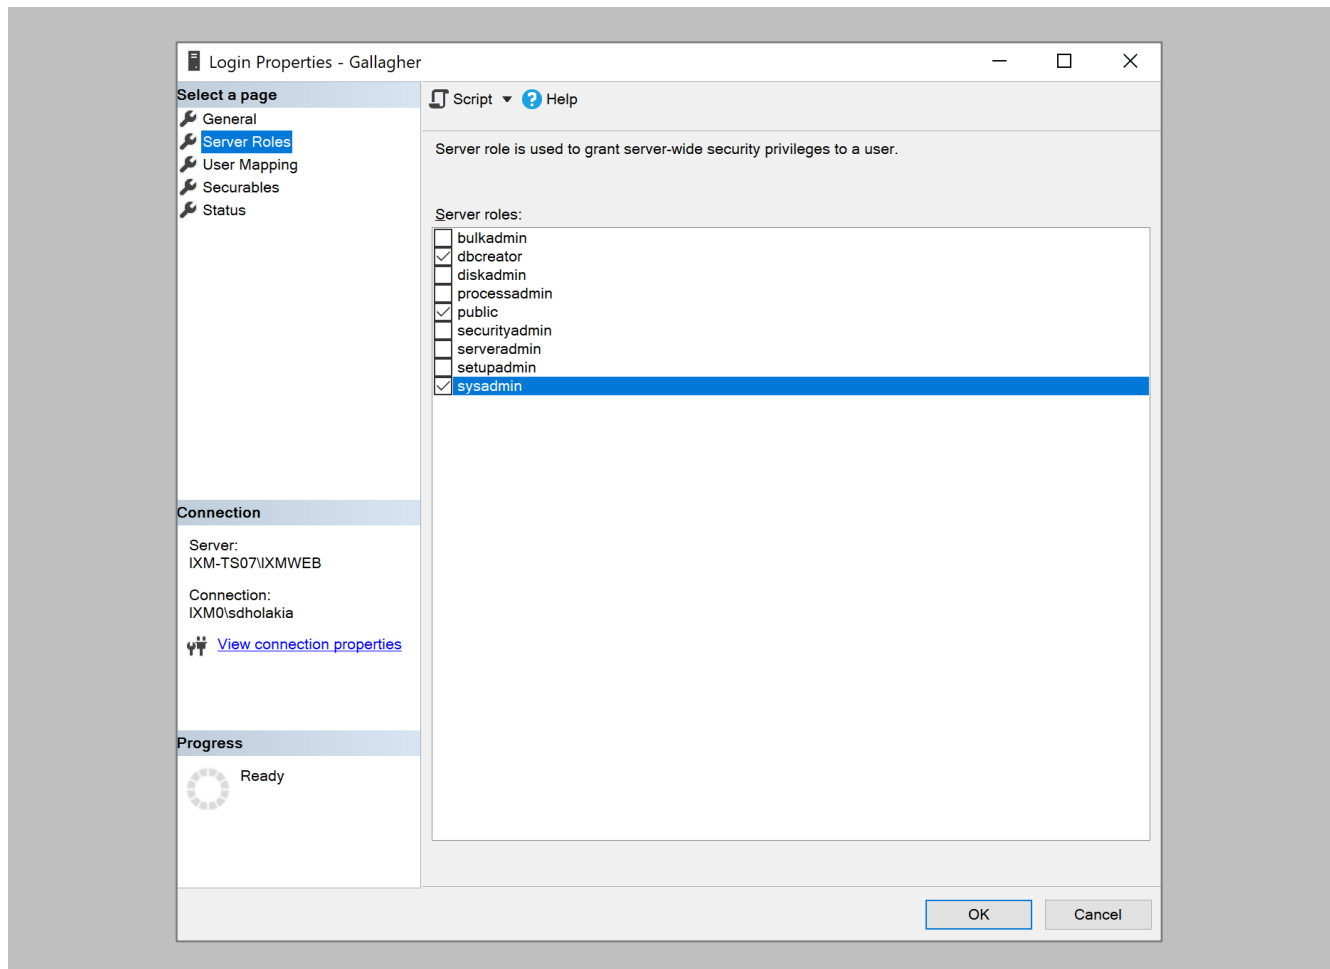 Login Properties - Gallagher
Select a page
General
Server Roles
User Mapping
Securables
Status
Script
Help
Server role is used to grant server-wide security privileges to a user.
Server roles:
bulkadmin
dbcreator
diskadmin
processadmin
public
securityadmin
serveradmin
setupadmin
sysadmin
Connection
Server:
IXM-TS07\IXMWEB
Connection:
IXM0\sdholakia
View connection properties
Progress
Ready
OK
Cancel